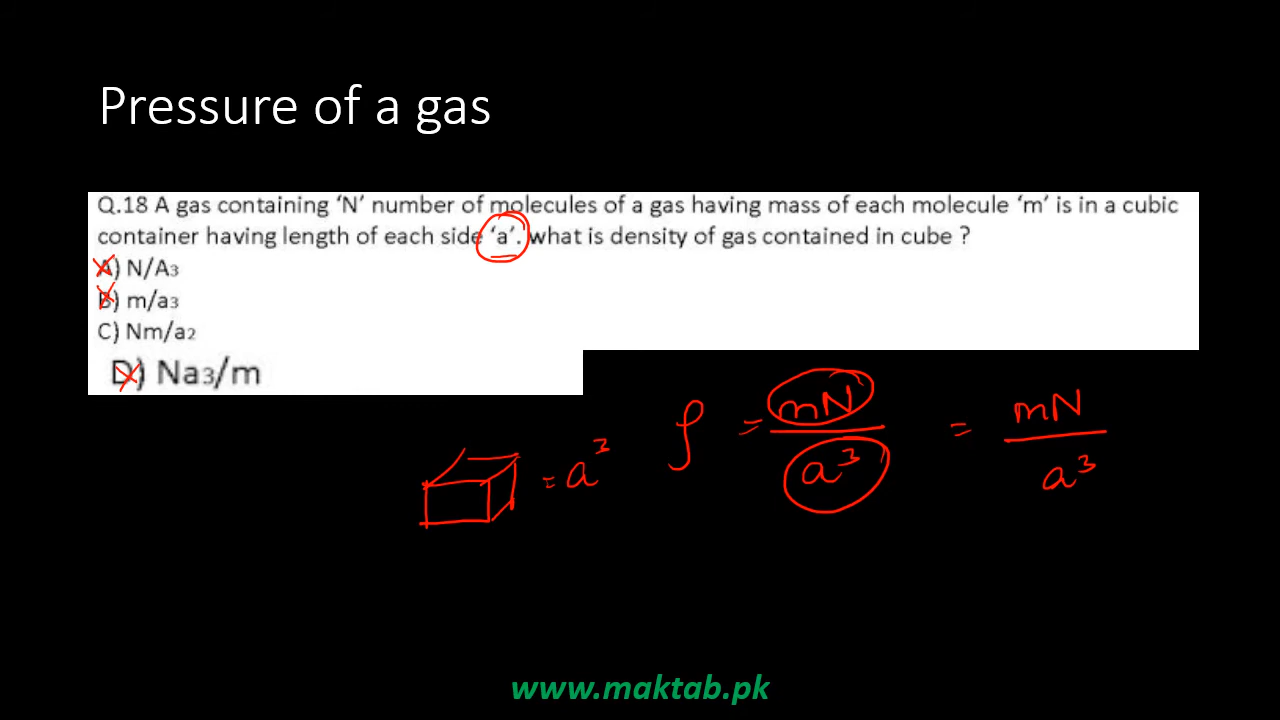 Pressure of a gas
Q.18 A gas containing ‘N’ number of molecules of a gas having mass of each molecule ‘m’ is in a cubic
container having length of each side ‘a’. what is density of gas contained in cube ?
A) N/A3
B) m/a3
C) Nm/a2
D) Na3/m
= a³
ρ = mN / a³ = mN / a³
www.maktab.pk